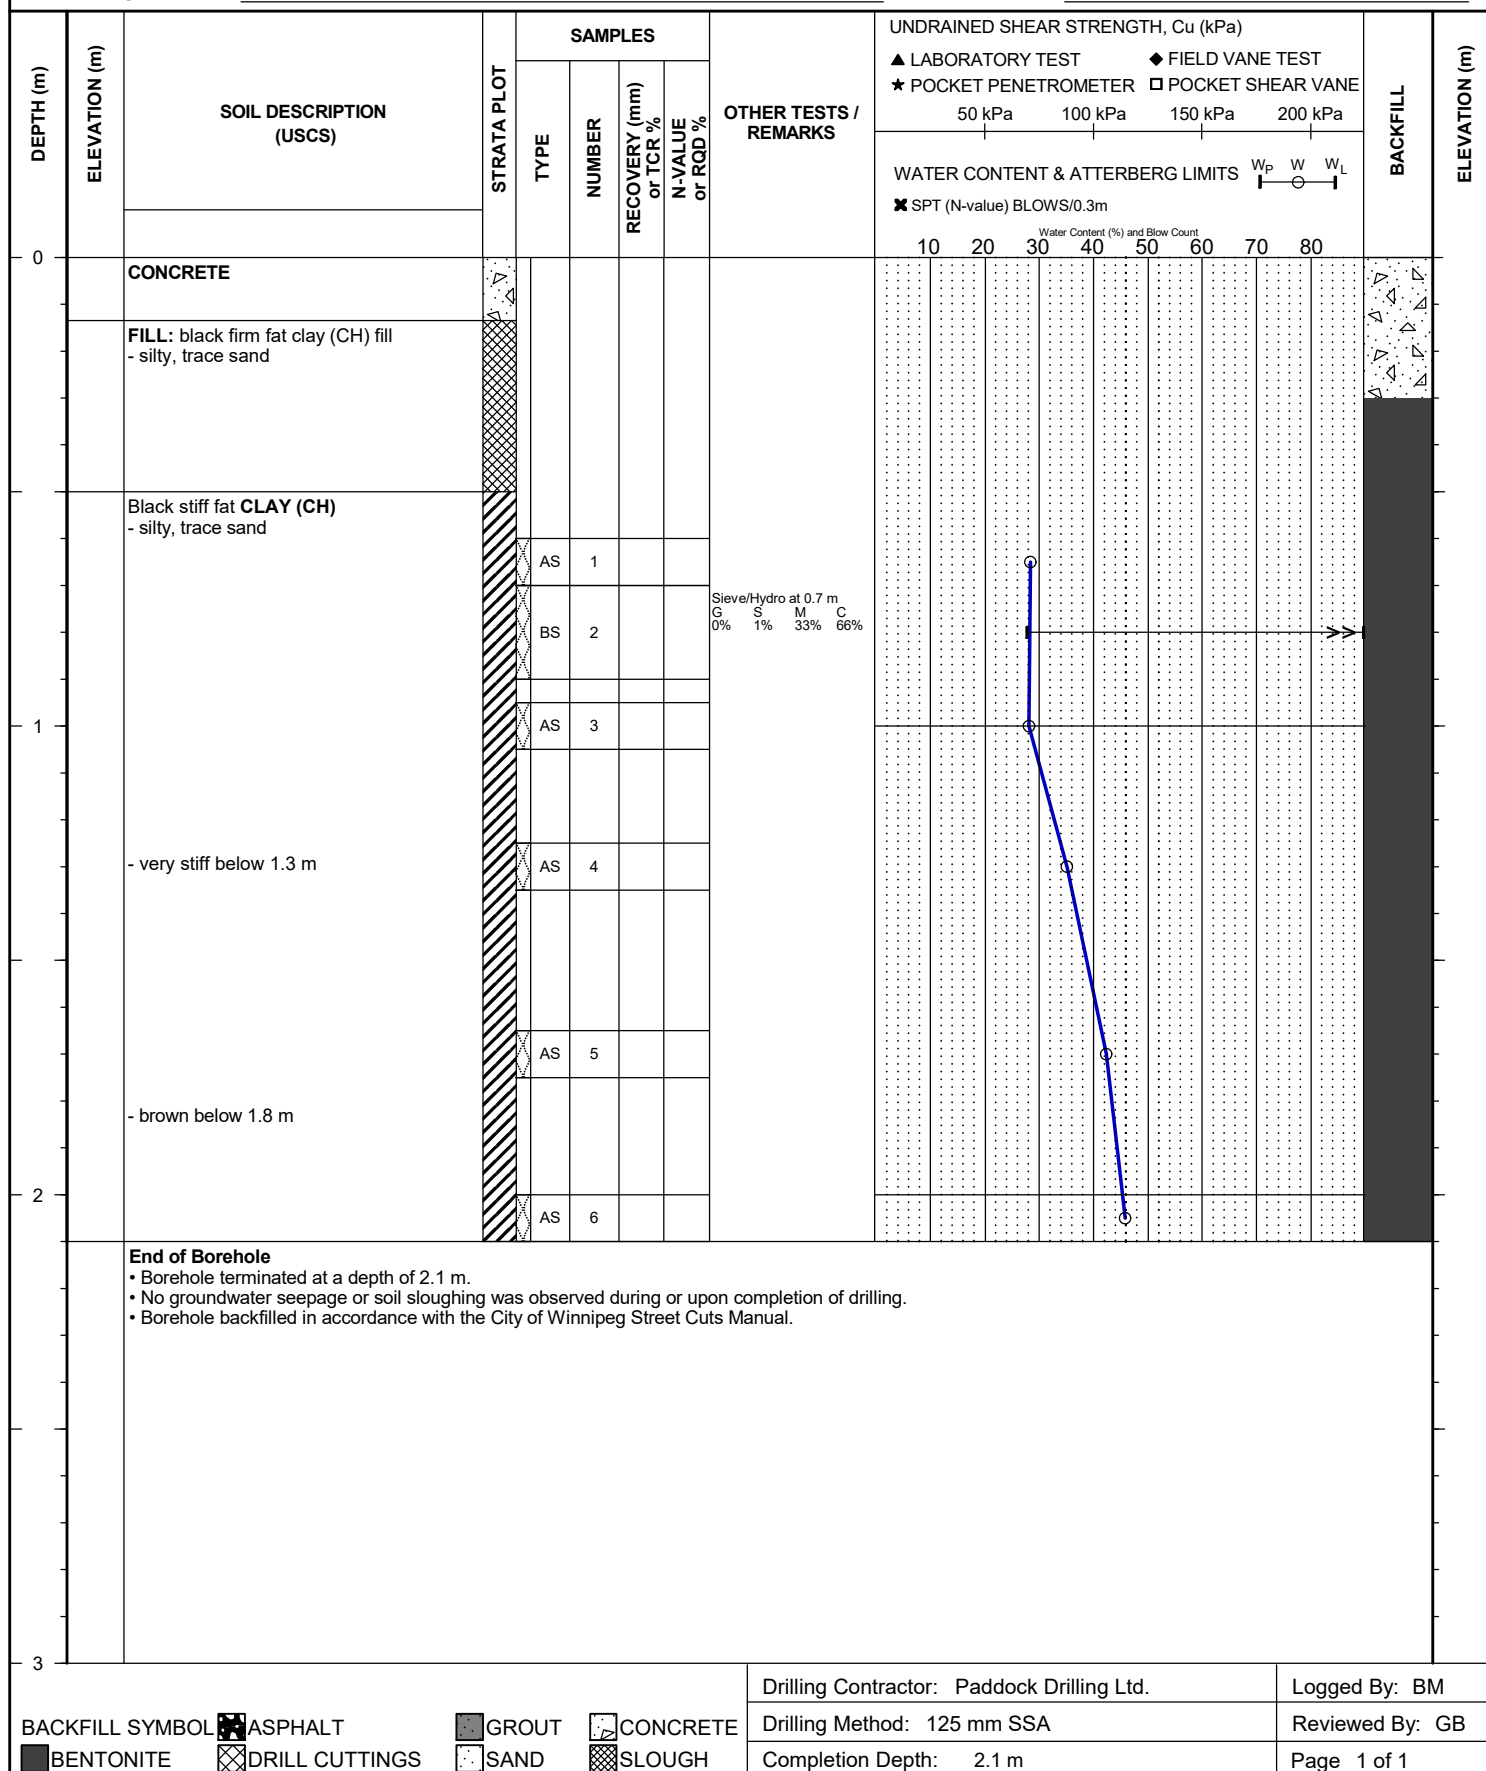 DEPTH (m)
ELEVATION (m)
SOIL DESCRIPTION
(USCS)
STRATA PLOT
SAMPLES
TYPE
NUMBER
RECOVERY (mm)
or TCR %
N-VALUE
or RQD %
OTHER TESTS /
REMARKS
UNDRAINED SHEAR STRENGTH, Cu (kPa)
▲ LABORATORY TEST ◆ FIELD VANE TEST
★ POCKET PENETROMETER □ POCKET SHEAR VANE
50 kPa 100 kPa 150 kPa 200 kPa
WATER CONTENT & ATTERBERG LIMITS WP W WL
✖ SPT (N-value) BLOWS/0.3m
Water Content (%) and Blow Count
10 20 30 40 50 60 70 80
BACKFILL
ELEVATION (m)
0
CONCRETE
FILL: black firm fat clay (CH) fill
- silty, trace sand
Black stiff fat CLAY (CH)
- silty, trace sand
AS 1
Sieve/Hydro at 0.7 m
G S M C
0% 1% 33% 66%
BS 2
1
AS 3
- very stiff below 1.3 m
AS 4
AS 5
- brown below 1.8 m
2
AS 6
End of Borehole
• Borehole terminated at a depth of 2.1 m.
• No groundwater seepage or soil sloughing was observed during or upon completion of drilling.
• Borehole backfilled in accordance with the City of Winnipeg Street Cuts Manual.
3
BACKFILL SYMBOL ASPHALT GROUT CONCRETE
BENTONITE DRILL CUTTINGS SAND SLOUGH
Drilling Contractor: Paddock Drilling Ltd.
Logged By: BM
Drilling Method: 125 mm SSA
Reviewed By: GB
Completion Depth: 2.1 m
Page 1 of 1